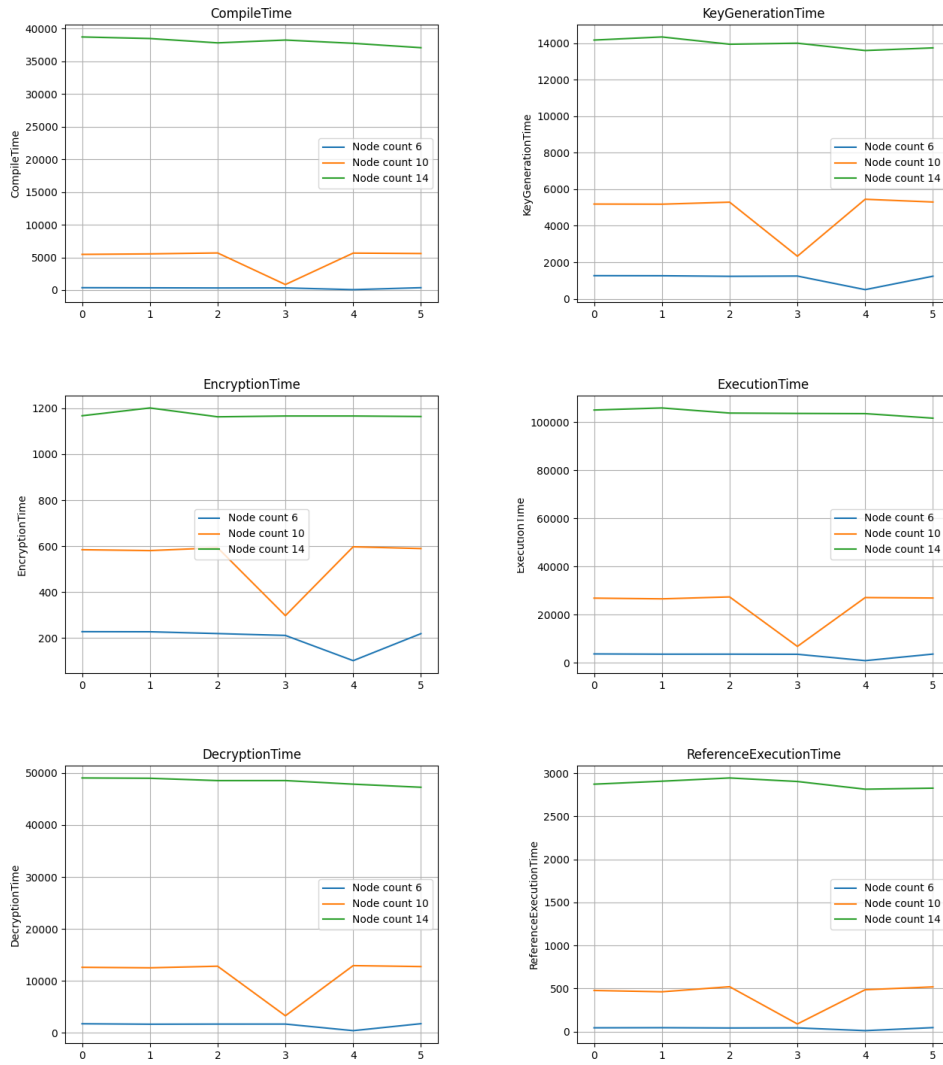 CompileTime
40000
35000
30000
25000
20000
15000
10000
5000
0
CompileTime
Node count 6
Node count 10
Node count 14
0 1 2 3 4 5
KeyGenerationTime
14000
12000
10000
8000
6000
4000
2000
0
KeyGenerationTime
Node count 6
Node count 10
Node count 14
0 1 2 3 4 5
EncryptionTime
1200
1000
800
600
400
200
EncryptionTime
Node count 6
Node count 10
Node count 14
0 1 2 3 4 5
ExecutionTime
100000
80000
60000
40000
20000
0
ExecutionTime
Node count 6
Node count 10
Node count 14
0 1 2 3 4 5
DecryptionTime
50000
40000
30000
20000
10000
0
DecryptionTime
Node count 6
Node count 10
Node count 14
0 1 2 3 4 5
ReferenceExecutionTime
3000
2500
2000
1500
1000
500
0
ReferenceExecutionTime
Node count 6
Node count 10
Node count 14
0 1 2 3 4 5